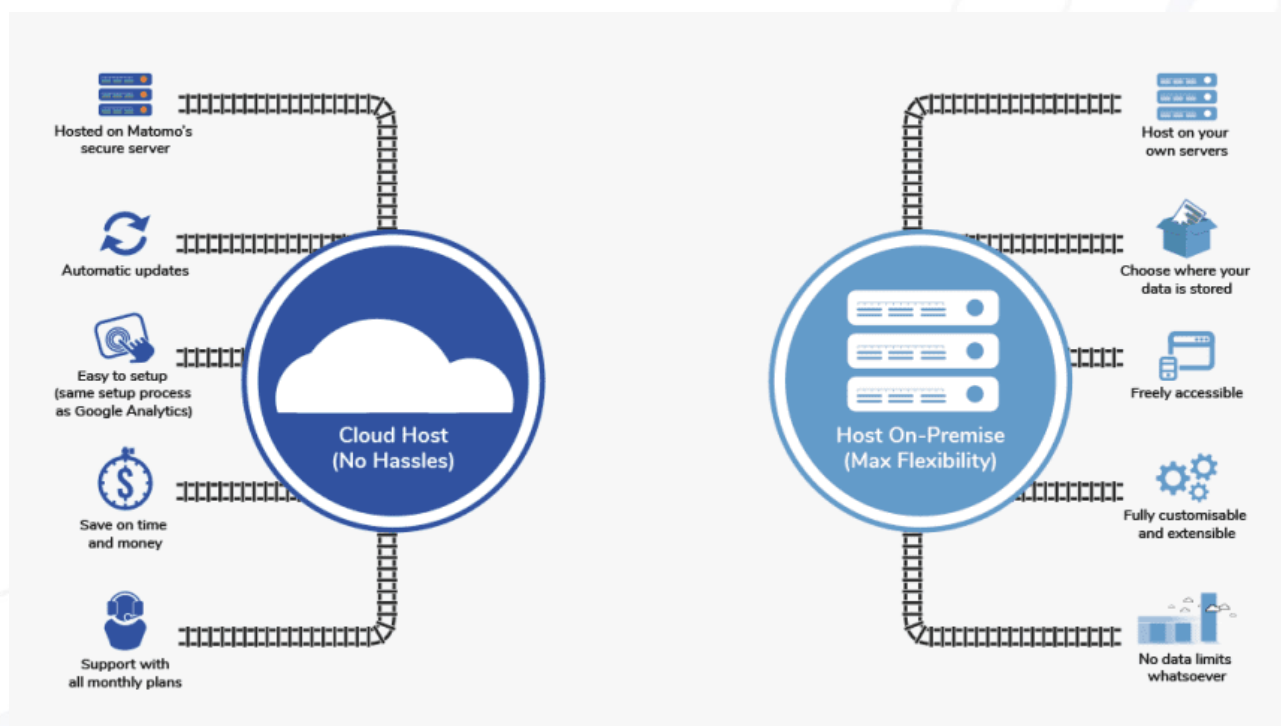 Hosted on Matomo's
secure server
Automatic updates
Easy to setup
(same setup process
as Google Analytics)
Save on time
and money
Support with
all monthly plans
Cloud Host
(No Hassles)
Host On-Premise
(Max Flexibility)
Host on your
own servers
Choose where your
data is stored
Freely accessible
Fully customisable
and extensible
No data limits
whatsoever